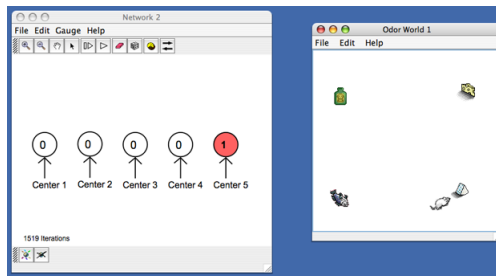 Network 2
File Edit Gauge Help
0 0 0 0 1
Center 1 Center 2 Center 3 Center 4 Center 5
1519 Iterations
Odor World 1
File Edit Help